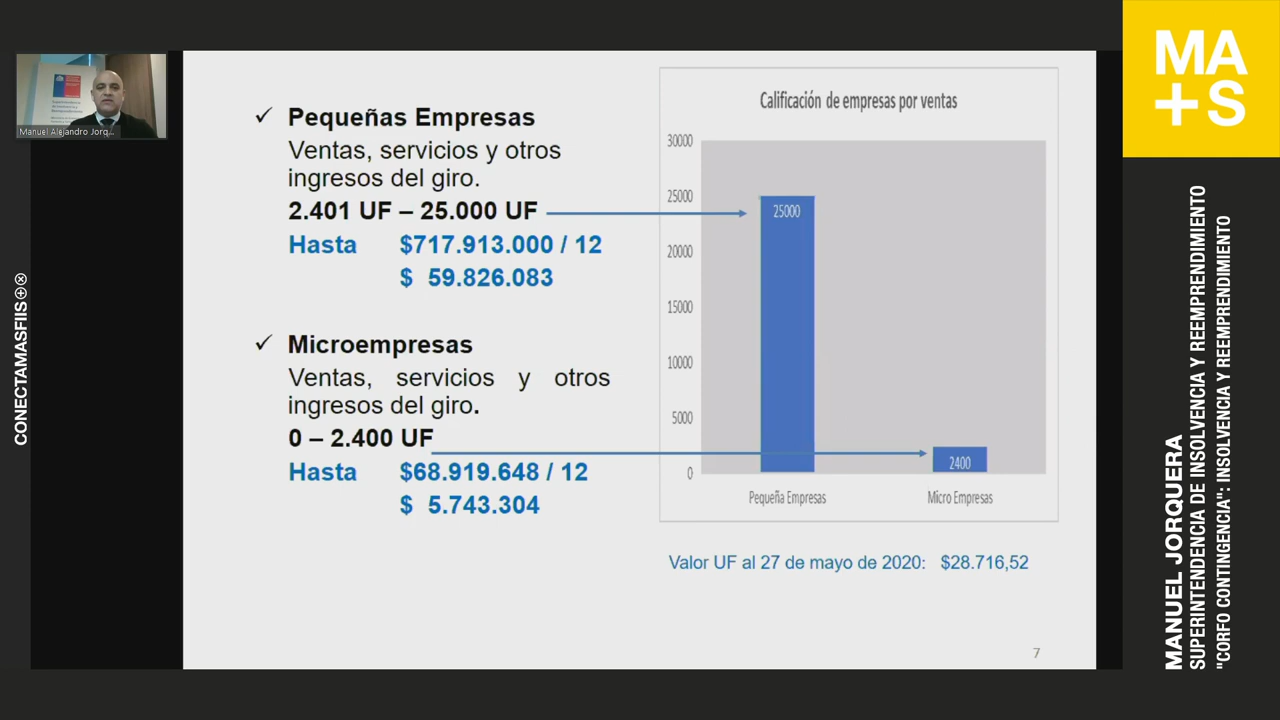 Manuel Alejandro Jorq...
CONECTAMASFIIS
✓ Pequeñas Empresas
Ventas, servicios y otros
ingresos del giro.
2.401 UF – 25.000 UF
Hasta $717.913.000 / 12
$ 59.826.083
✓ Microempresas
Ventas, servicios y otros
ingresos del giro.
0 – 2.400 UF
Hasta $68.919.648 / 12
$ 5.743.304
Calificación de empresas por ventas
30000
25000
20000
15000
10000
5000
0
25000
2400
Pequeña Empresas
Micro Empresas
Valor UF al 27 de mayo de 2020: $28.716,52
7
MA
+S
MANUEL JORQUERA
SUPERINTENDENCIA DE INSOLVENCIA Y REEMPRENDIMIENTO
"CORFO CONTINGENCIA": INSOLVENCIA Y REEMPRENDIMIENTO